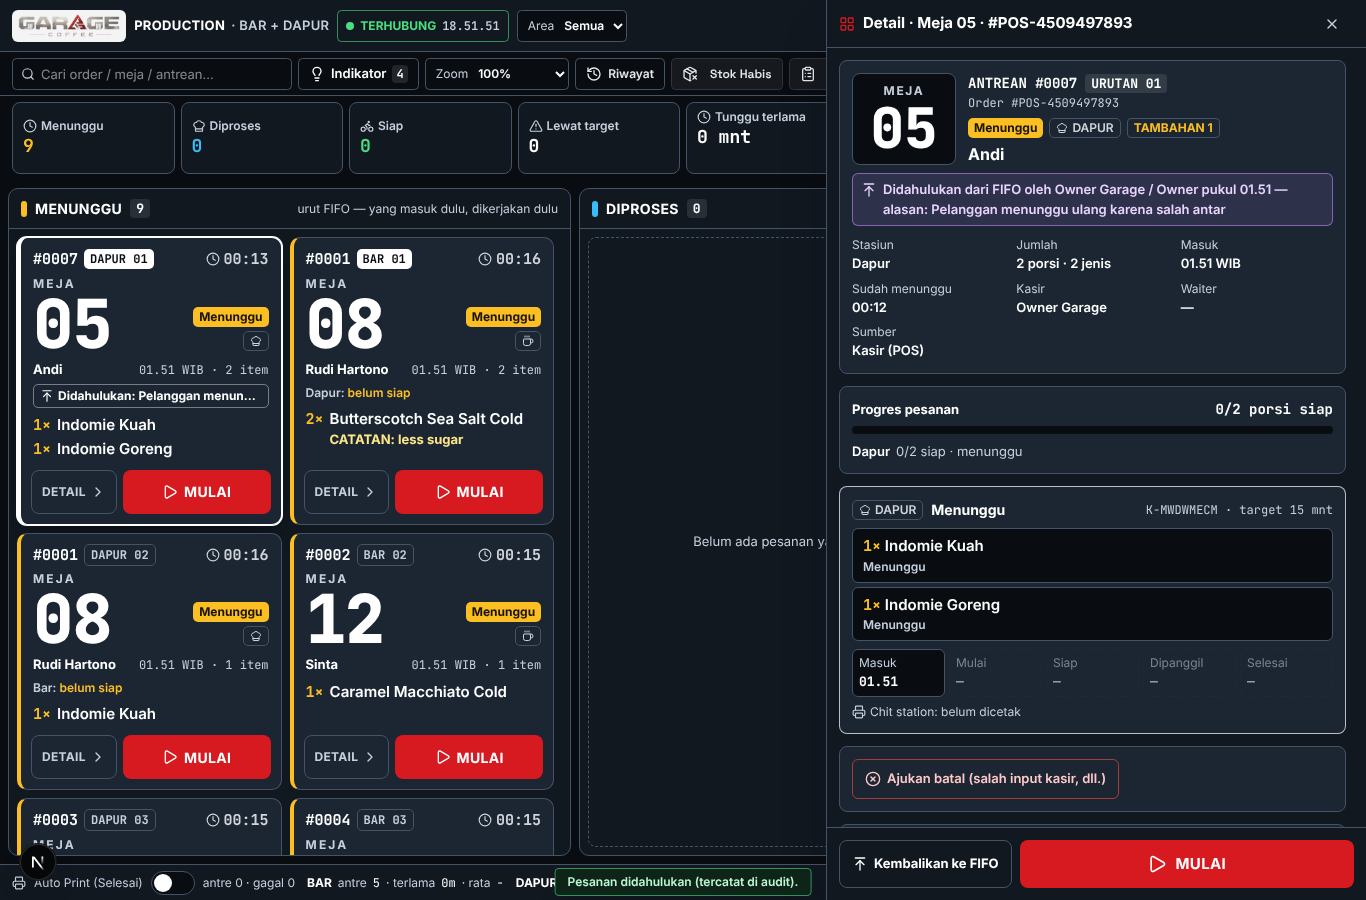 GARAGE
COFFEE
PRODUCTION · BAR + DAPUR
TERHUBUNG 18.51.51
Area Semua
Cari order / meja / antrean...
Indikator 4
Zoom 100%
Riwayat
Stok Habis
Menunggu
9
Diproses
0
Siap
0
Lewat target
0
Tunggu terlama
0 mnt
MENUNGGU 9
urut FIFO — yang masuk dulu, dikerjakan dulu
DIPROSES 0
Belum ada pesanan ya
#0007 DAPUR 01 00:13
MEJA
05
Menunggu
Andi 01.51 WIB · 2 item
Didahulukan: Pelanggan menun...
1× Indomie Kuah
1× Indomie Goreng
DETAIL
MULAI
#0001 BAR 01 00:16
MEJA
08
Menunggu
Rudi Hartono 01.51 WIB · 2 item
Dapur: belum siap
2× Butterscotch Sea Salt Cold
CATATAN: less sugar
DETAIL
MULAI
#0001 DAPUR 02 00:16
MEJA
08
Menunggu
Rudi Hartono 01.51 WIB · 1 item
Bar: belum siap
1× Indomie Kuah
DETAIL
MULAI
#0002 BAR 02 00:15
MEJA
12
Menunggu
Sinta 01.51 WIB · 1 item
1× Caramel Macchiato Cold
DETAIL
MULAI
#0003 DAPUR 03 00:15
MEJA
#0004 BAR 03 00:15
MEJA
N
Auto Print (Selesai)
antre 0 · gagal 0
BAR antre 5 · terlama 0m · rata -
DAPUR
Pesanan didahulukan (tercatat di audit).
Detail · Meja 05 · #POS-4509497893
MEJA
05
ANTREAN #0007 URUTAN 01
Order #POS-4509497893
Menunggu DAPUR TAMBAHAN 1
Andi
Didahulukan dari FIFO oleh Owner Garage / Owner pukul 01.51 —
alasan: Pelanggan menunggu ulang karena salah antar
Stasiun
Dapur
Jumlah
2 porsi · 2 jenis
Masuk
01.51 WIB
Sudah menunggu
00:12
Kasir
Owner Garage
Waiter
—
Sumber
Kasir (POS)
Progres pesanan 0/2 porsi siap
Dapur 0/2 siap · menunggu
DAPUR Menunggu K-MWDWMECM · target 15 mnt
1× Indomie Kuah
Menunggu
1× Indomie Goreng
Menunggu
Masuk
01.51
Mulai
—
Siap
—
Dipanggil
—
Selesai
—
Chit station: belum dicetak
Ajukan batal (salah input kasir, dll.)
Kembalikan ke FIFO
MULAI